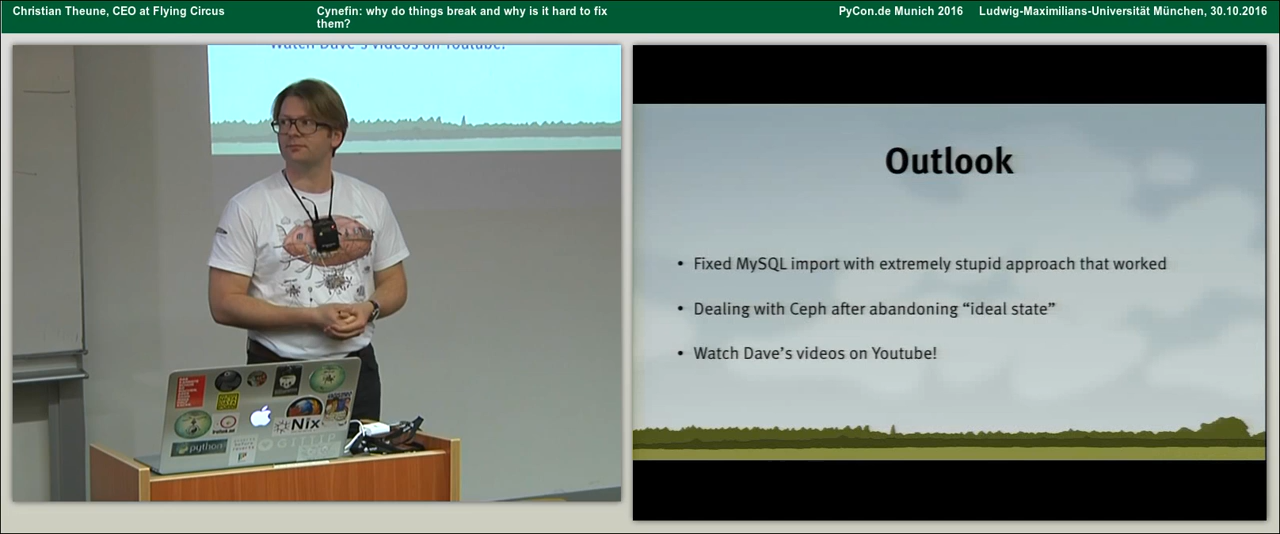 Christian Theune, CEO at Flying Circus
Cynefin: why do things break and why is it hard to fix
them?
PyCon.de Munich 2016
Ludwig-Maximilians-Universität München, 30.10.2016
Watch Dave's videos on Youtube!
Outlook
• Fixed MySQL import with extremely stupid approach that worked
• Dealing with Ceph after abandoning “ideal state”
• Watch Dave's videos on Youtube!
Nix
python
GITTIP